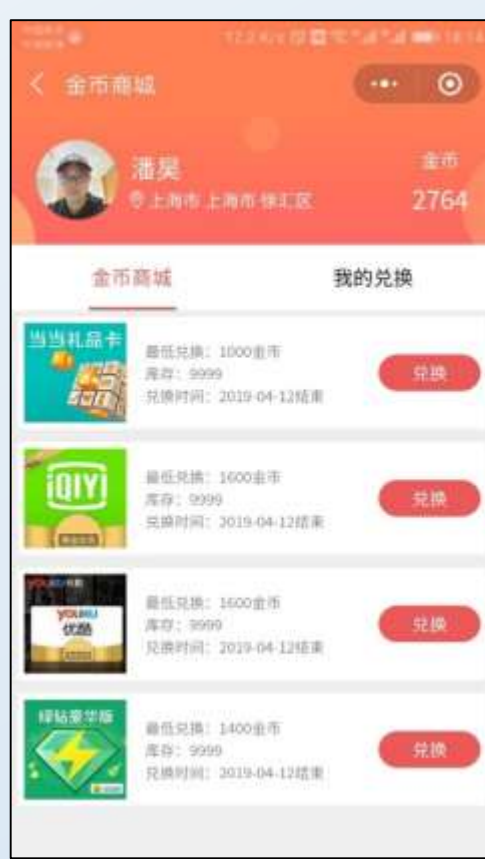 金币商城
潘昊
上海市 上海市 徐汇区
金币
2764
金币商城
我的兑换
当当礼品卡
最低兑换：1000金币
库存：9999
兑换时间：2019-04-12结束
兑换
iQIYI
最低兑换：1600金币
库存：9999
兑换时间：2019-04-12结束
兑换
YOUKU
YOUKU
优酷
最低兑换：1600金币
库存：9999
兑换时间：2019-04-12结束
兑换
绿钻豪华版
最低兑换：1400金币
库存：9999
兑换时间：2019-04-12结束
兑换